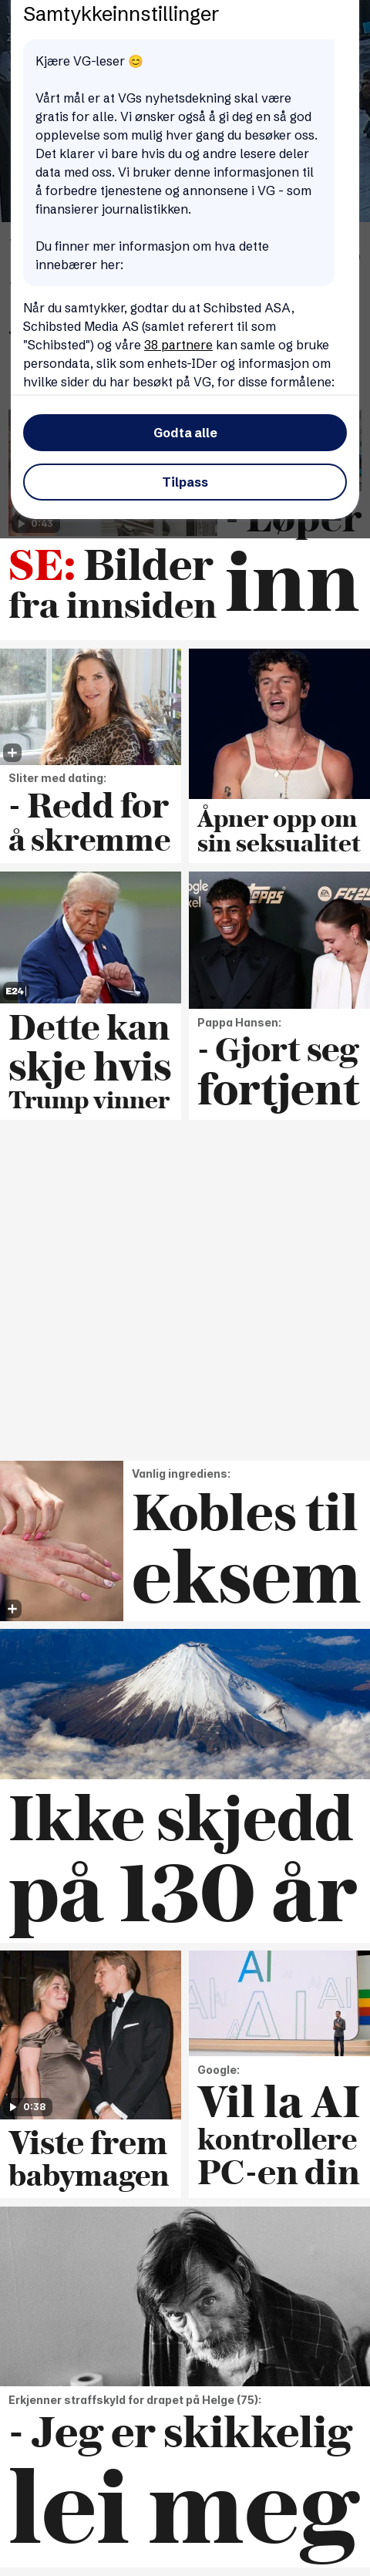 Samtykkeinnstillinger
Kjære VG-leser 😊
Vårt mål er at VGs nyhetsdekning skal være
gratis for alle. Vi ønsker også å gi deg en så god
opplevelse som mulig hver gang du besøker oss.
Det klarer vi bare hvis du og andre lesere deler
data med oss. Vi bruker denne informasjonen til
å forbedre tjenestene og annonsene i VG - som
finansierer journalistikken.
Du finner mer informasjon om hva dette
innebærer her:
Når du samtykker, godtar du at Schibsted ASA,
Schibsted Media AS (samlet referert til som
"Schibsted") og våre 38 partnere kan samle og bruke
persondata, slik som enhets-IDer og informasjon om
hvilke sider du har besøkt på VG, for disse formålene:
Godta alle
Tilpass
0:43
- Løper
inn
SE: Bilder
fra innsiden
Sliter med dating:
- Redd for
å skremme
Åpner opp om
sin seksualitet
E24
Dette kan
skje hvis
Trump vinner
TOPPS
FC25
Pappa Hansen:
- Gjort seg
fortjent
Vanlig ingrediens:
Kobles til
eksem
Ikke skjedd
på 130 år
0:38
Viste frem
babymagen
AI
AI
AI
AI
Google:
Vil la AI
kontrollere
PC-en din
Erkjenner straffskyld for drapet på Helge (75):
- Jeg er skikkelig
lei meg